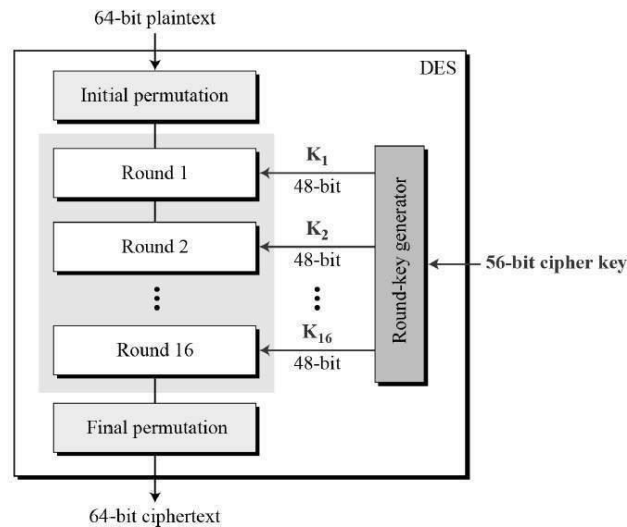 64-bit plaintext
DES
Initial permutation
Round 1
K1
48-bit
Round 2
K2
48-bit
Round 16
K16
48-bit
Round-key generator
56-bit cipher key
Final permutation
64-bit ciphertext